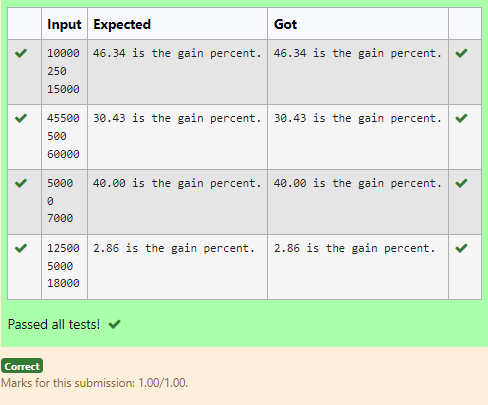 Input Expected Got
10000 46.34 is the gain percent. 46.34 is the gain percent.
250
15000
45500 30.43 is the gain percent. 30.43 is the gain percent.
500
60000
5000 40.00 is the gain percent. 40.00 is the gain percent.
0
7000
12500 2.86 is the gain percent. 2.86 is the gain percent.
5000
18000
Passed all tests!
Correct
Marks for this submission: 1.00/1.00.